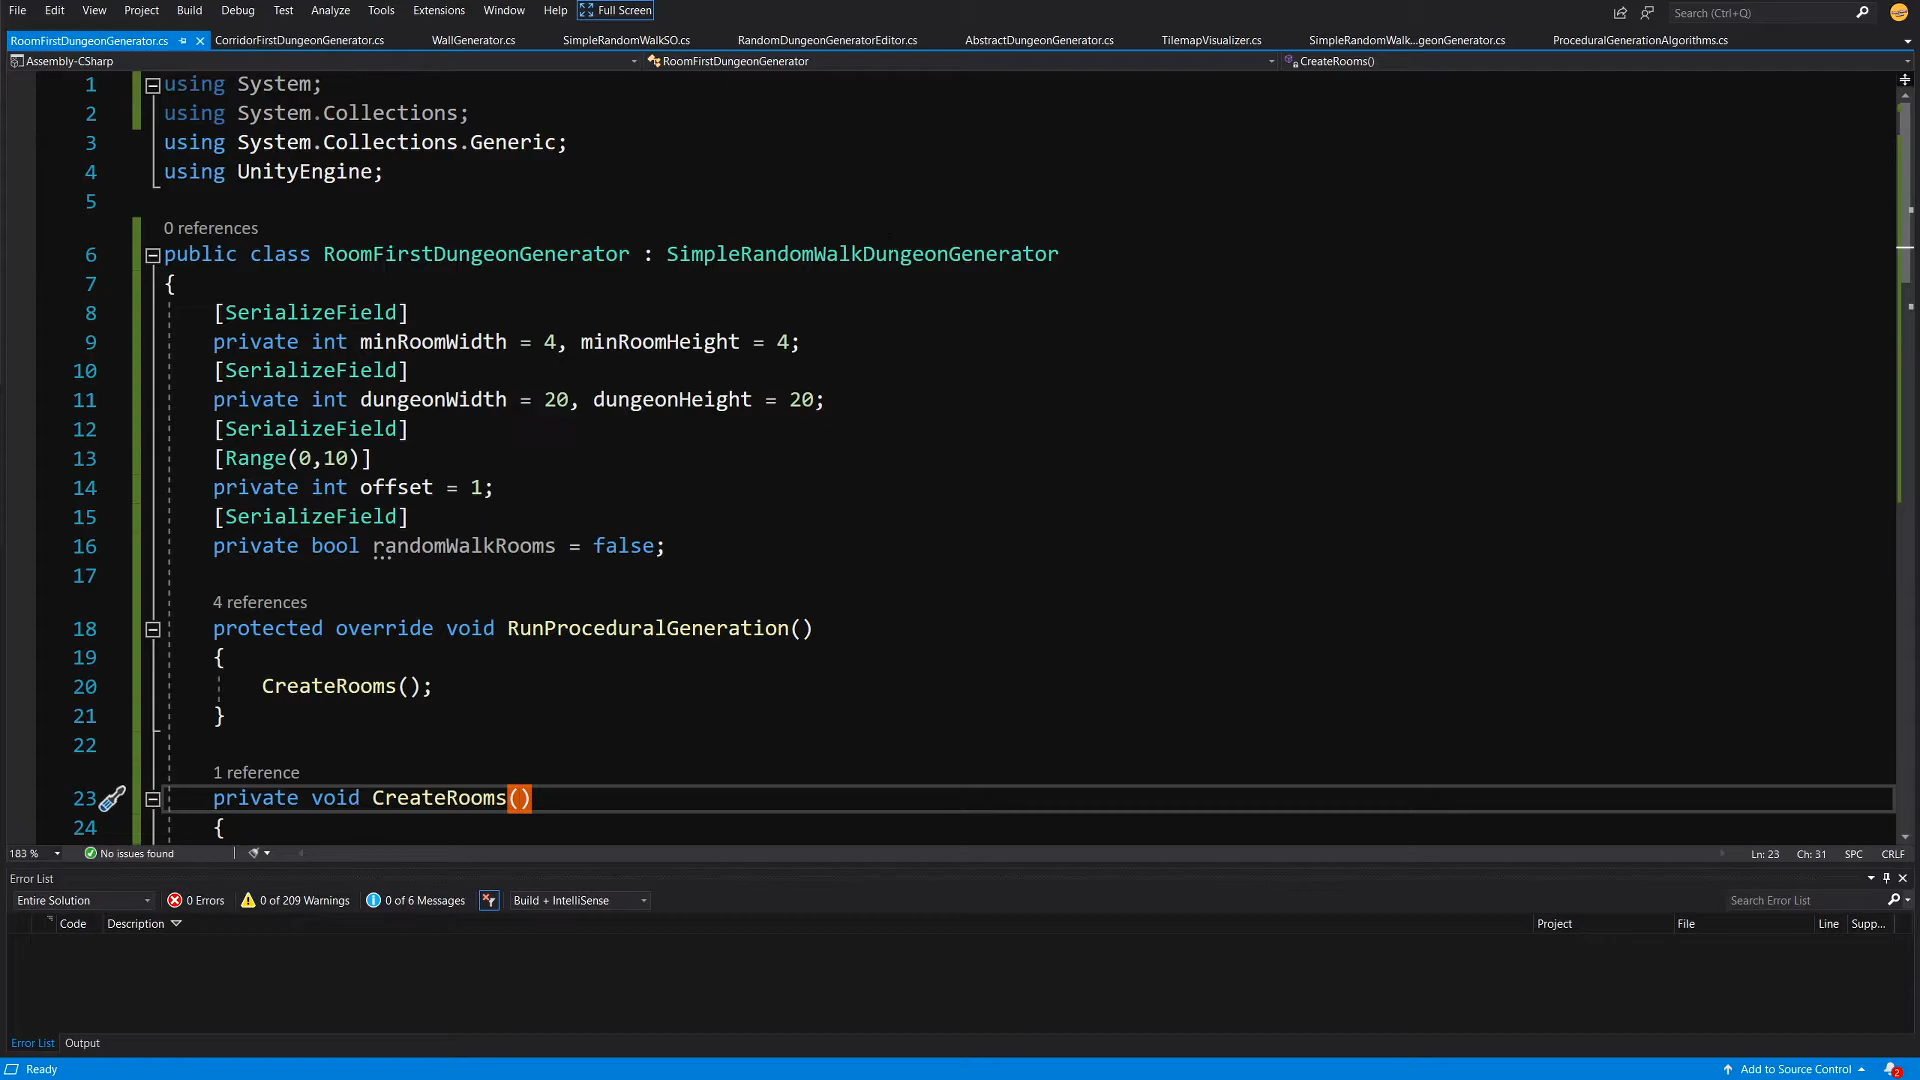 File Edit View Project Build Debug Test Analyze Tools Extensions Window Help Full Screen Search (Ctrl+Q)
RoomFirstDungeonGenerator.cs CorridorFirstDungeonGenerator.cs WallGenerator.cs SimpleRandomWalkSO.cs RandomDungeonGeneratorEditor.cs AbstractDungeonGenerator.cs TilemapVisualizer.cs SimpleRandomWalk...geonGenerator.cs ProceduralGenerationAlgorithms.cs
Assembly-CSharp RoomFirstDungeonGenerator CreateRooms()
1 using System;
2 using System.Collections;
3 using System.Collections.Generic;
4 using UnityEngine;
5
0 references
6 public class RoomFirstDungeonGenerator : SimpleRandomWalkDungeonGenerator
7 {
8 [SerializeField]
9 private int minRoomWidth = 4, minRoomHeight = 4;
10 [SerializeField]
11 private int dungeonWidth = 20, dungeonHeight = 20;
12 [SerializeField]
13 [Range(0,10)]
14 private int offset = 1;
15 [SerializeField]
16 private bool randomWalkRooms = false;
17
4 references
18 protected override void RunProceduralGeneration()
19 {
20 CreateRooms();
21 }
22
1 reference
23 private void CreateRooms()
24 {
183 % No issues found Ln: 23 Ch: 31 SPC CRLF
Error List
Entire Solution 0 Errors 0 of 209 Warnings 0 of 6 Messages Build + IntelliSense Search Error List
Code Description Project File Line Supp...
Error List Output
Ready Add to Source Control 2